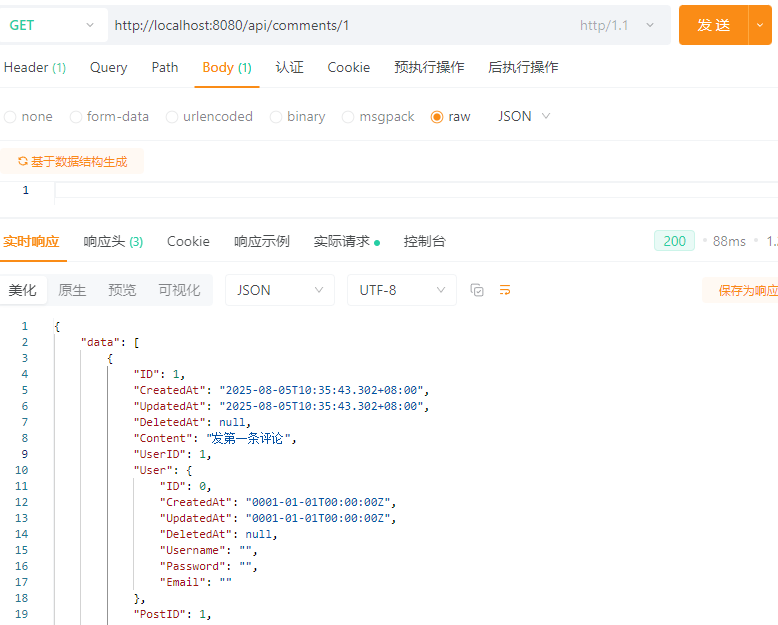 GET http://localhost:8080/api/comments/1 http/1.1 发 送
Header (1) Query Path Body (1) 认证 Cookie 预执行操作 后执行操作
none form-data urlencoded binary msgpack raw JSON
基于数据结构生成
1
实时响应 响应头 (3) Cookie 响应示例 实际请求 控制台 200 88ms 1.
美化 原生 预览 可视化 JSON UTF-8 保存为响应
1 {
2 "data": [
3 {
4 "ID": 1,
5 "CreatedAt": "2025-08-05T10:35:43.302+08:00",
6 "UpdatedAt": "2025-08-05T10:35:43.302+08:00",
7 "DeletedAt": null,
8 "Content": "发第一条评论",
9 "UserID": 1,
10 "User": {
11 "ID": 0,
12 "CreatedAt": "0001-01-01T00:00:00Z",
13 "UpdatedAt": "0001-01-01T00:00:00Z",
14 "DeletedAt": null,
15 "Username": "",
16 "Password": "",
17 "Email": ""
18 },
19 "PostID": 1,